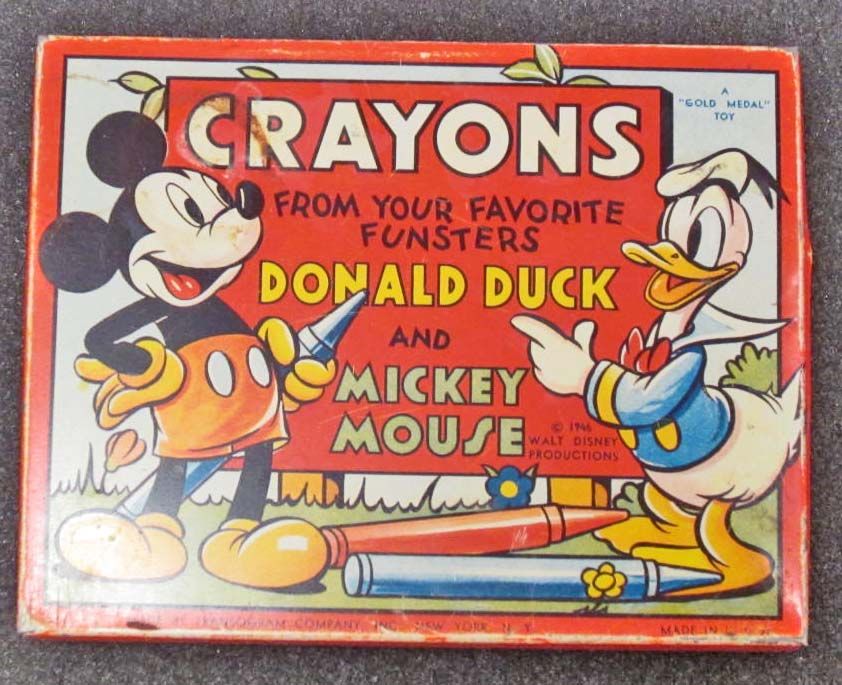 CRAYONS
A
"GOLD MEDAL"
TOY
FROM YOUR FAVORITE
FUNSTERS
DONALD DUCK
AND
MICKEY
MOUSE
© 1946
WALT DISNEY
PRODUCTIONS
TRANSOGRAM COMPANY, INC. NEW YORK, N. Y.
MADE IN U. S. A.